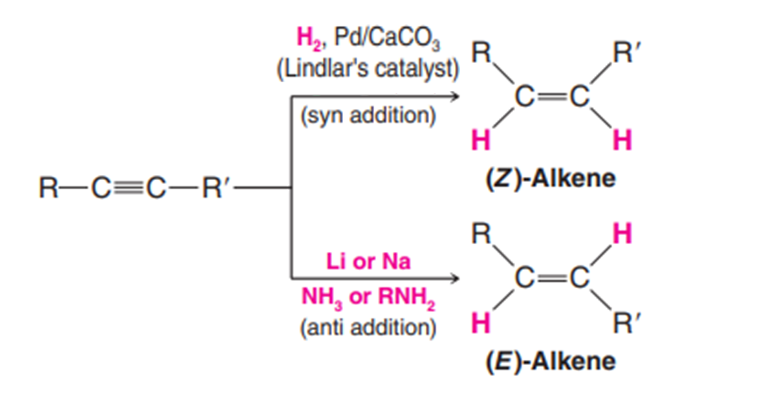 H₂, Pd/CaCO₃
(Lindlar's catalyst)
(syn addition)
R R′
C=C
H H
(Z)-Alkene
R—C≡C—R′
Li or Na
NH₃ or RNH₂
(anti addition)
R H
C=C
H R′
(E)-Alkene